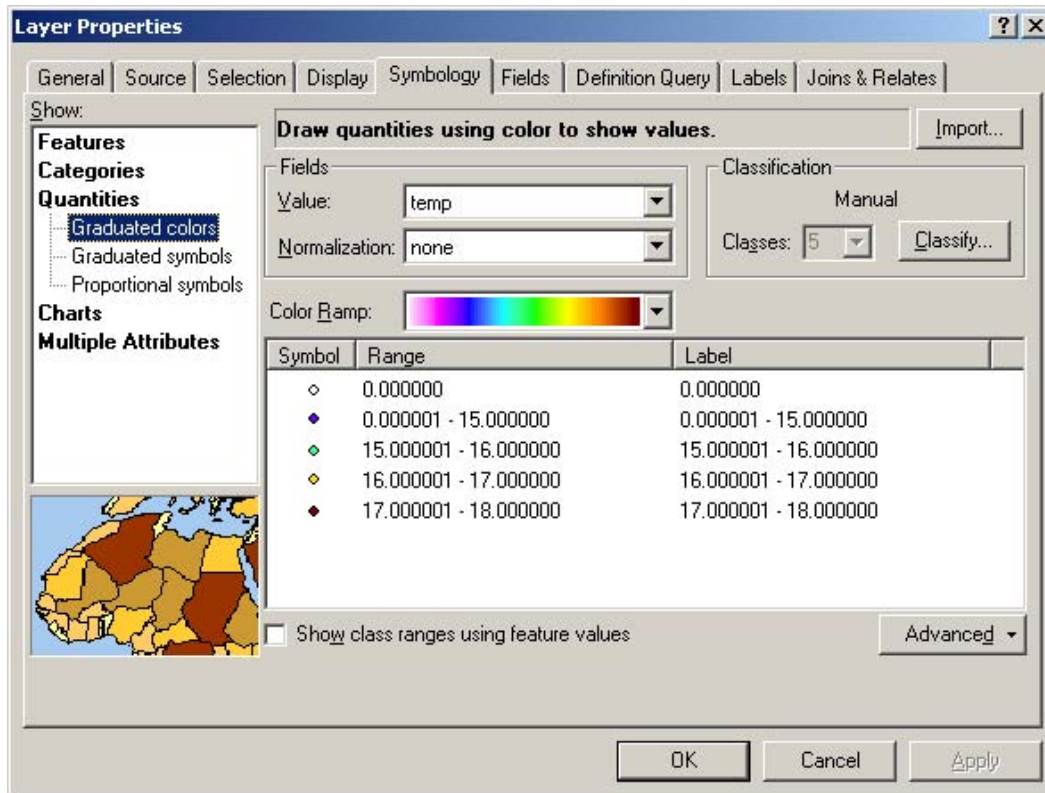 Layer Properties
General Source Selection Display Symbology Fields Definition Query Labels Joins & Relates
Show:
Features
Categories
Quantities
Graduated colors
Graduated symbols
Proportional symbols
Charts
Multiple Attributes
Draw quantities using color to show values.
Import...
Fields
Value: temp
Normalization: none
Classification
Manual
Classes: 5 Classify...
Color Ramp:
Symbol Range Label
0.000000 0.000000
0.000001 - 15.000000 0.000001 - 15.000000
15.000001 - 16.000000 15.000001 - 16.000000
16.000001 - 17.000000 16.000001 - 17.000000
17.000001 - 18.000000 17.000001 - 18.000000
Show class ranges using feature values
Advanced
OK Cancel Apply